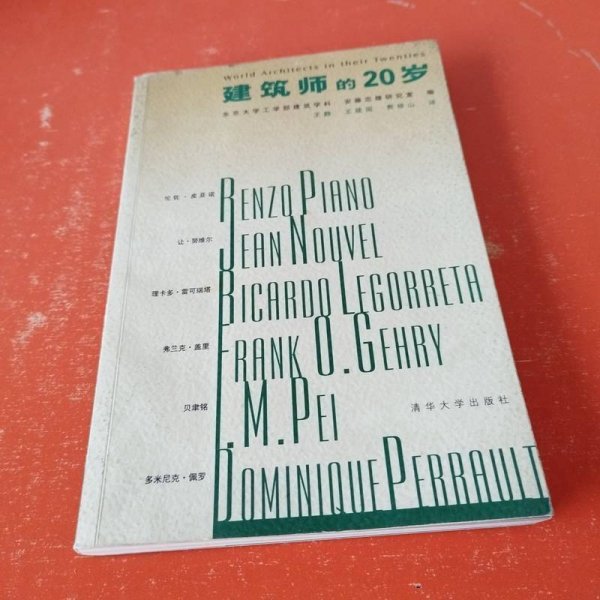 World Architects in their Twenties
建筑师的20岁
东京大学工学部建筑学科 安藤忠雄研究室 编
王静 王建国 费移山 译
伦佐·皮亚诺
RENZO PIANO
让·努维尔
JEAN NOUVEL
理卡多·雷可瑞塔
RICARDO LEGORRETA
弗兰克·盖里
FRANK O. GEHRY
贝聿铭
I.M. PEI
清华大学出版社
多米尼克·佩罗
DOMINIQUE PERRAULT